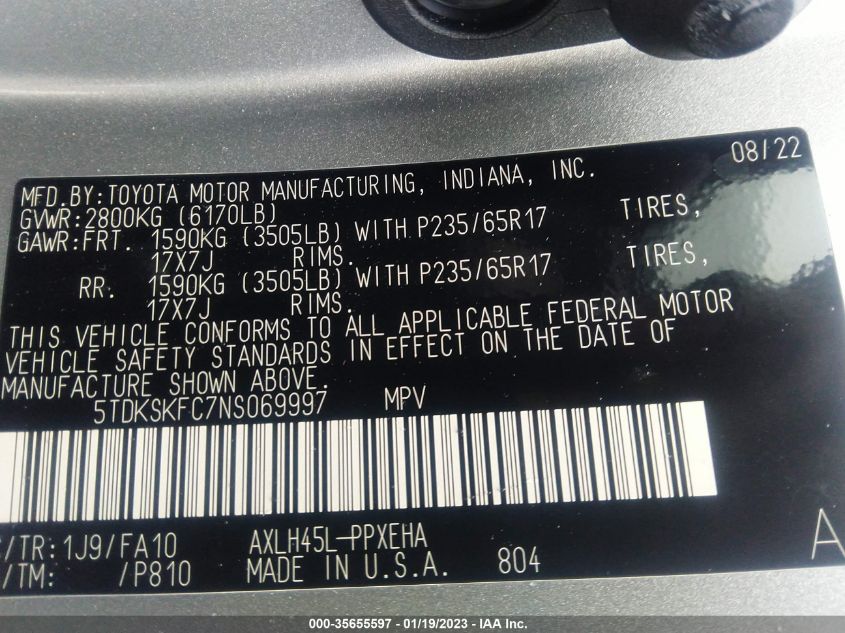 08/22
MFD.BY:TOYOTA MOTOR MANUFACTURING, INDIANA, INC.
GVWR:2800KG (6170LB)
GAWR:FRT. 1590KG (3505LB) WITH P235/65R17 TIRES,
17X7J RIMS.
RR. 1590KG (3505LB) WITH P235/65R17 TIRES,
17X7J RIMS.
THIS VEHICLE CONFORMS TO ALL APPLICABLE FEDERAL MOTOR
VEHICLE SAFETY STANDARDS IN EFFECT ON THE DATE OF
MANUFACTURE SHOWN ABOVE.
5TDKSKFC7NS069997 MPV
/TR:1J9/FA10 AXLH45L-PPXEHA A
/TM: /P810 MADE IN U.S.A. 804
000-35655597 - 01/19/2023 - IAA Inc.